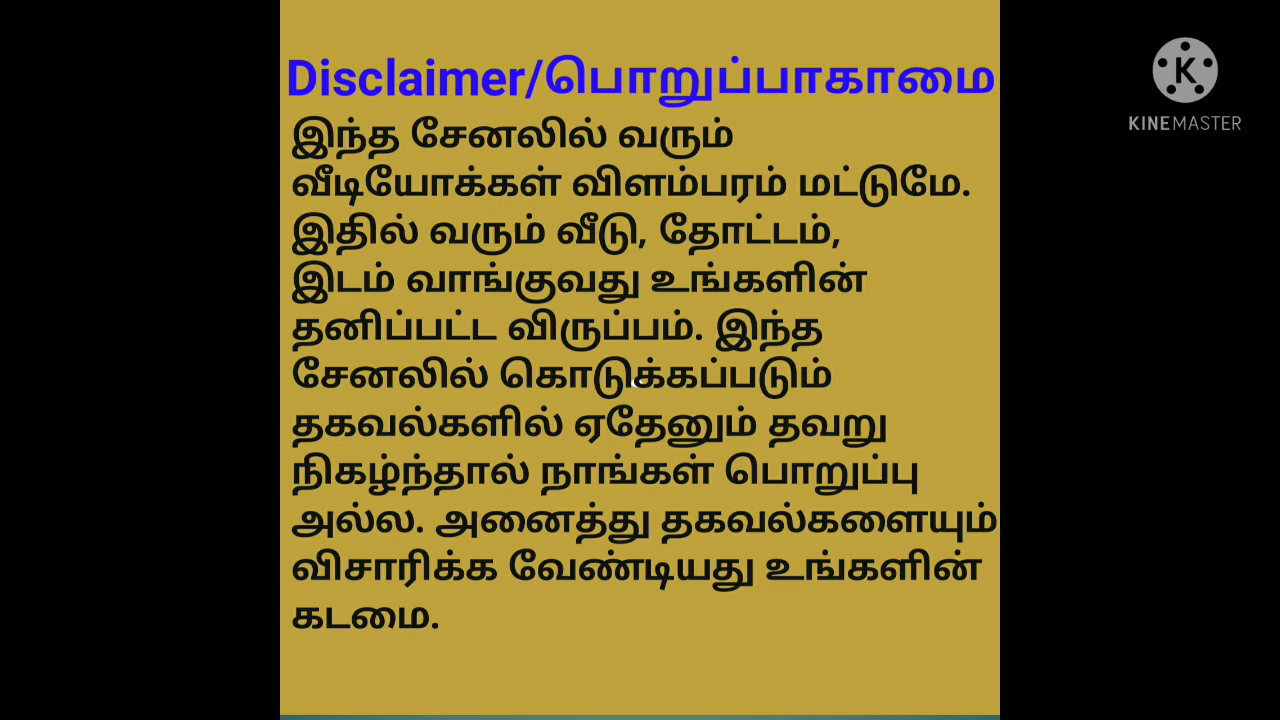 Disclaimer/பொறுப்பாகாமை
இந்த சேனலில் வரும்
வீடியோக்கள் விளம்பரம் மட்டுமே.
இதில் வரும் வீடு, தோட்டம்,
இடம் வாங்குவது உங்களின்
தனிப்பட்ட விருப்பம். இந்த
சேனலில் கொடுக்கப்படும்
தகவல்களில் ஏதேனும் தவறு
நிகழ்ந்தால் நாங்கள் பொறுப்பு
அல்ல. அனைத்து தகவல்களையும்
விசாரிக்க வேண்டியது உங்களின்
கடமை.
K
KINEMASTER